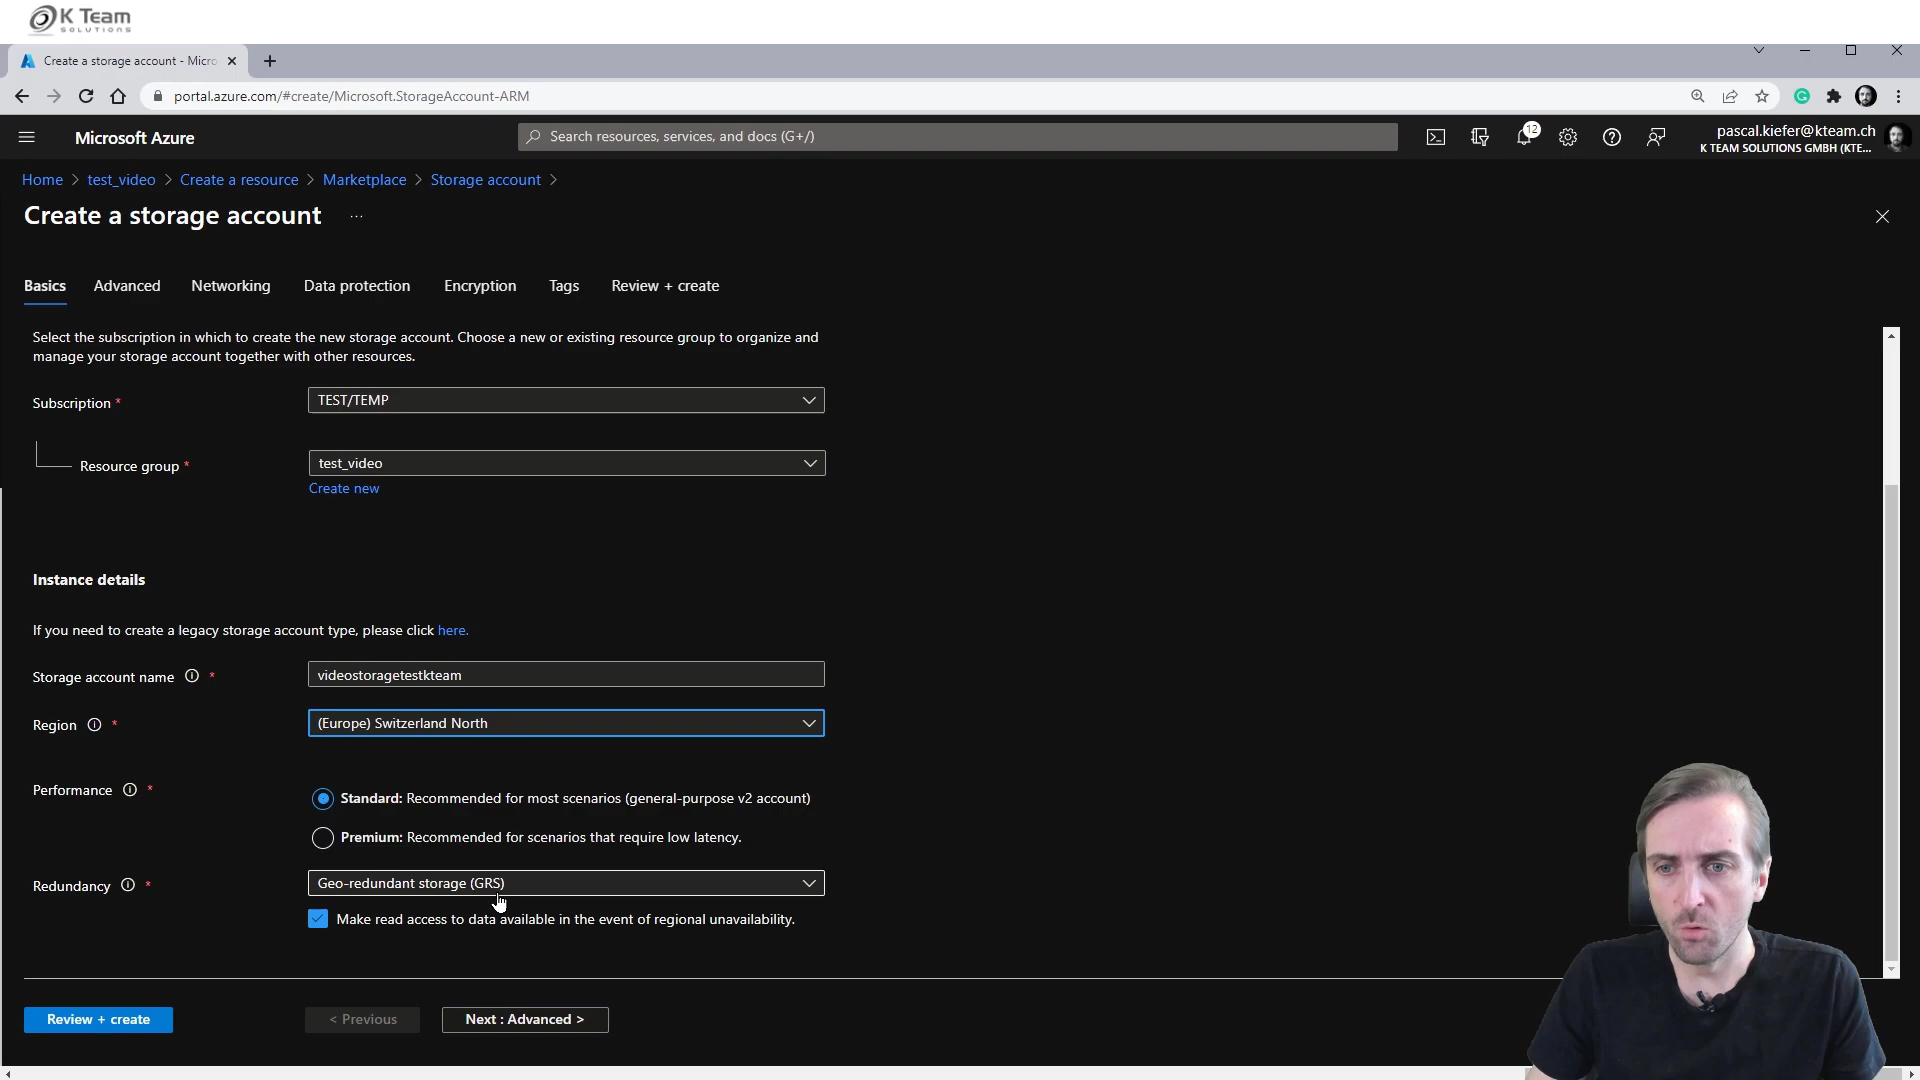 K Team
SOLUTIONS
Create a storage account - Micro
portal.azure.com/#create/Microsoft.StorageAccount-ARM
Microsoft Azure
Search resources, services, and docs (G+/)
12
pascal.kiefer@kteam.ch
K TEAM SOLUTIONS GMBH (KTE...
Home > test_video > Create a resource > Marketplace > Storage account >
Create a storage account ...
Basics Advanced Networking Data protection Encryption Tags Review + create
Select the subscription in which to create the new storage account. Choose a new or existing resource group to organize and
manage your storage account together with other resources.
Subscription * TEST/TEMP
Resource group * test_video
Create new
Instance details
If you need to create a legacy storage account type, please click here.
Storage account name * videostoragetestkteam
Region * (Europe) Switzerland North
Performance * Standard: Recommended for most scenarios (general-purpose v2 account)
Premium: Recommended for scenarios that require low latency.
Redundancy * Geo-redundant storage (GRS)
Make read access to data available in the event of regional unavailability.
Review + create < Previous Next : Advanced >